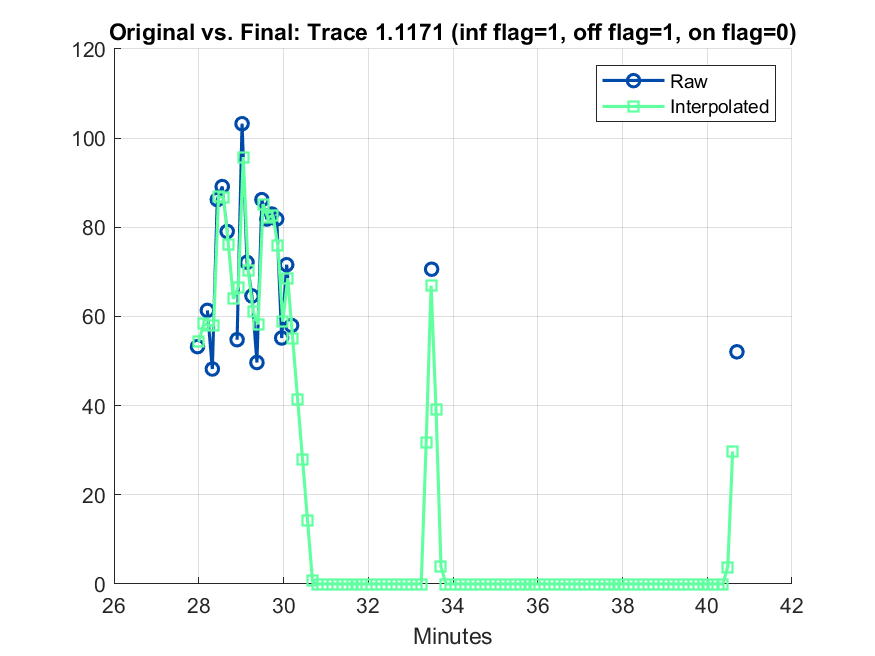 Original vs. Final: Trace 1.1171 (inf flag=1, off flag=1, on flag=0)
120
100
80
60
40
20
0
Raw
Interpolated
26 28 30 32 34 36 38 40 42
Minutes